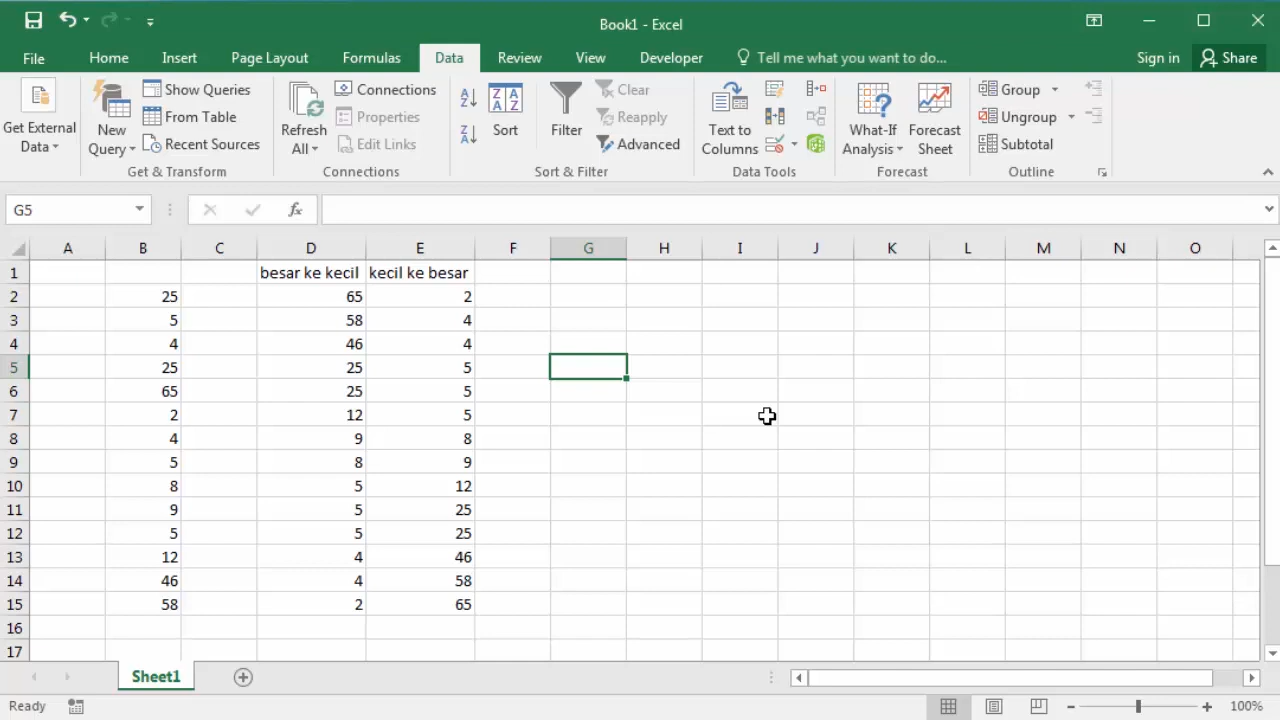 Book1 - Excel
File Home Insert Page Layout Formulas Data Review View Developer Tell me what you want to do... Sign in Share
Get External Data
New Query
Show Queries
From Table
Recent Sources
Get & Transform
Refresh All
Connections
Properties
Edit Links
Connections
A Z
Z A
Z A A Z
Sort
Filter
Clear
Reapply
Advanced
Sort & Filter
Text to Columns
Data Tools
What-If Analysis
Forecast Sheet
Forecast
Group
Ungroup
Subtotal
Outline
G5 fx
A B C D E F G H I J K L M N O
1 besar ke kecil kecil ke besar
2 25 65 2
3 5 58 4
4 4 46 4
5 25 25 5
6 65 25 5
7 2 12 5
8 4 9 8
9 5 8 9
10 8 5 12
11 9 5 25
12 5 5 25
13 12 4 46
14 46 4 58
15 58 2 65
16
17
Sheet1
Ready 100%